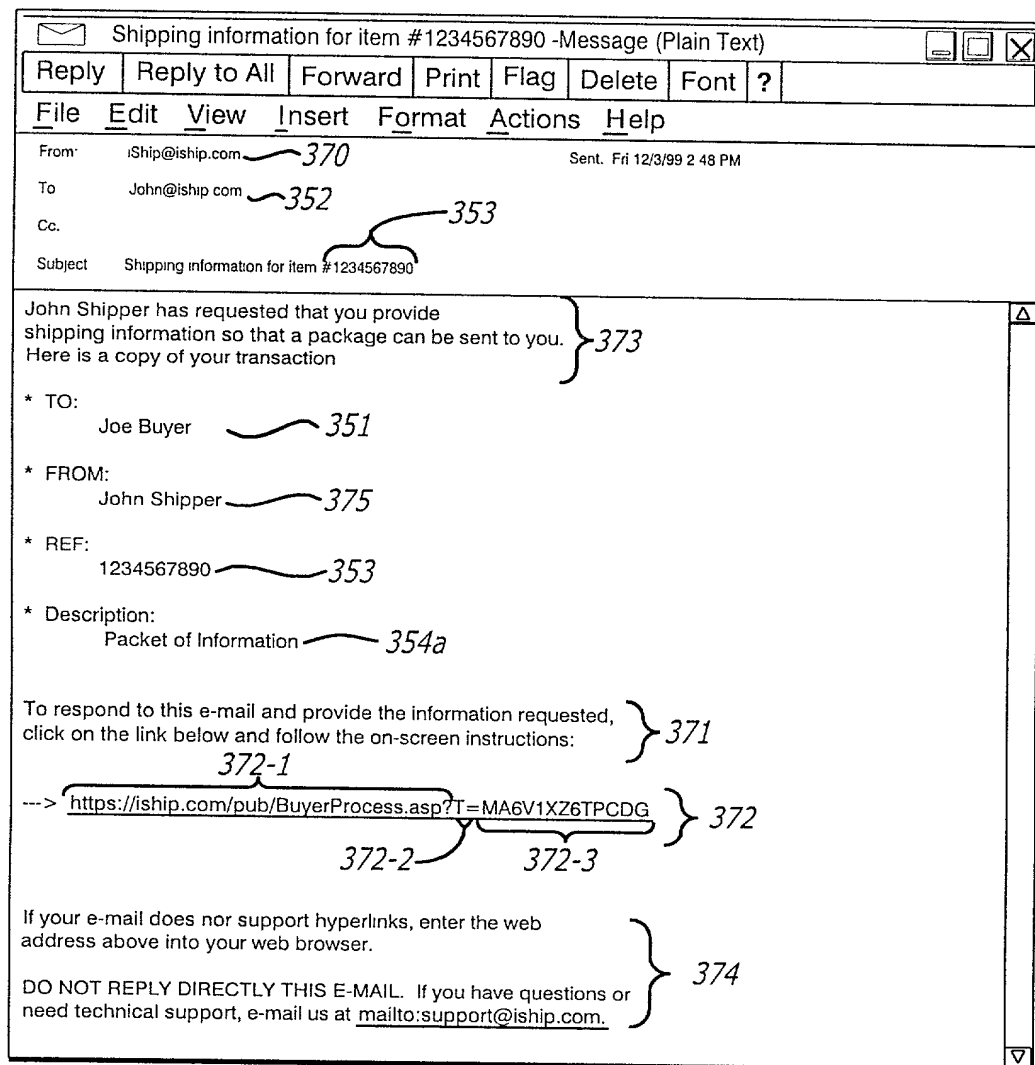 Shipping information for item #1234567890 -Message (Plain Text)
Reply Reply to All Forward Print Flag Delete Font ?
File Edit View Insert Format Actions Help
From· iShip@iship.com 370 Sent. Fri 12/3/99 2 48 PM
To John@iship com 352
Cc. 353
Subject Shipping information for item #1234567890
John Shipper has requested that you provide
shipping information so that a package can be sent to you. 373
Here is a copy of your transaction
* TO:
Joe Buyer 351
* FROM:
John Shipper 375
* REF:
1234567890 353
* Description:
Packet of Information 354a
To respond to this e-mail and provide the information requested,
click on the link below and follow the on-screen instructions: 371
372-1
---> https://iship.com/pub/BuyerProcess.asp?T=MA6V1XZ6TPCDG 372
372-2 372-3
If your e-mail does nor support hyperlinks, enter the web
address above into your web browser.
374
DO NOT REPLY DIRECTLY THIS E-MAIL. If you have questions or
need technical support, e-mail us at mailto:support@iship.com.